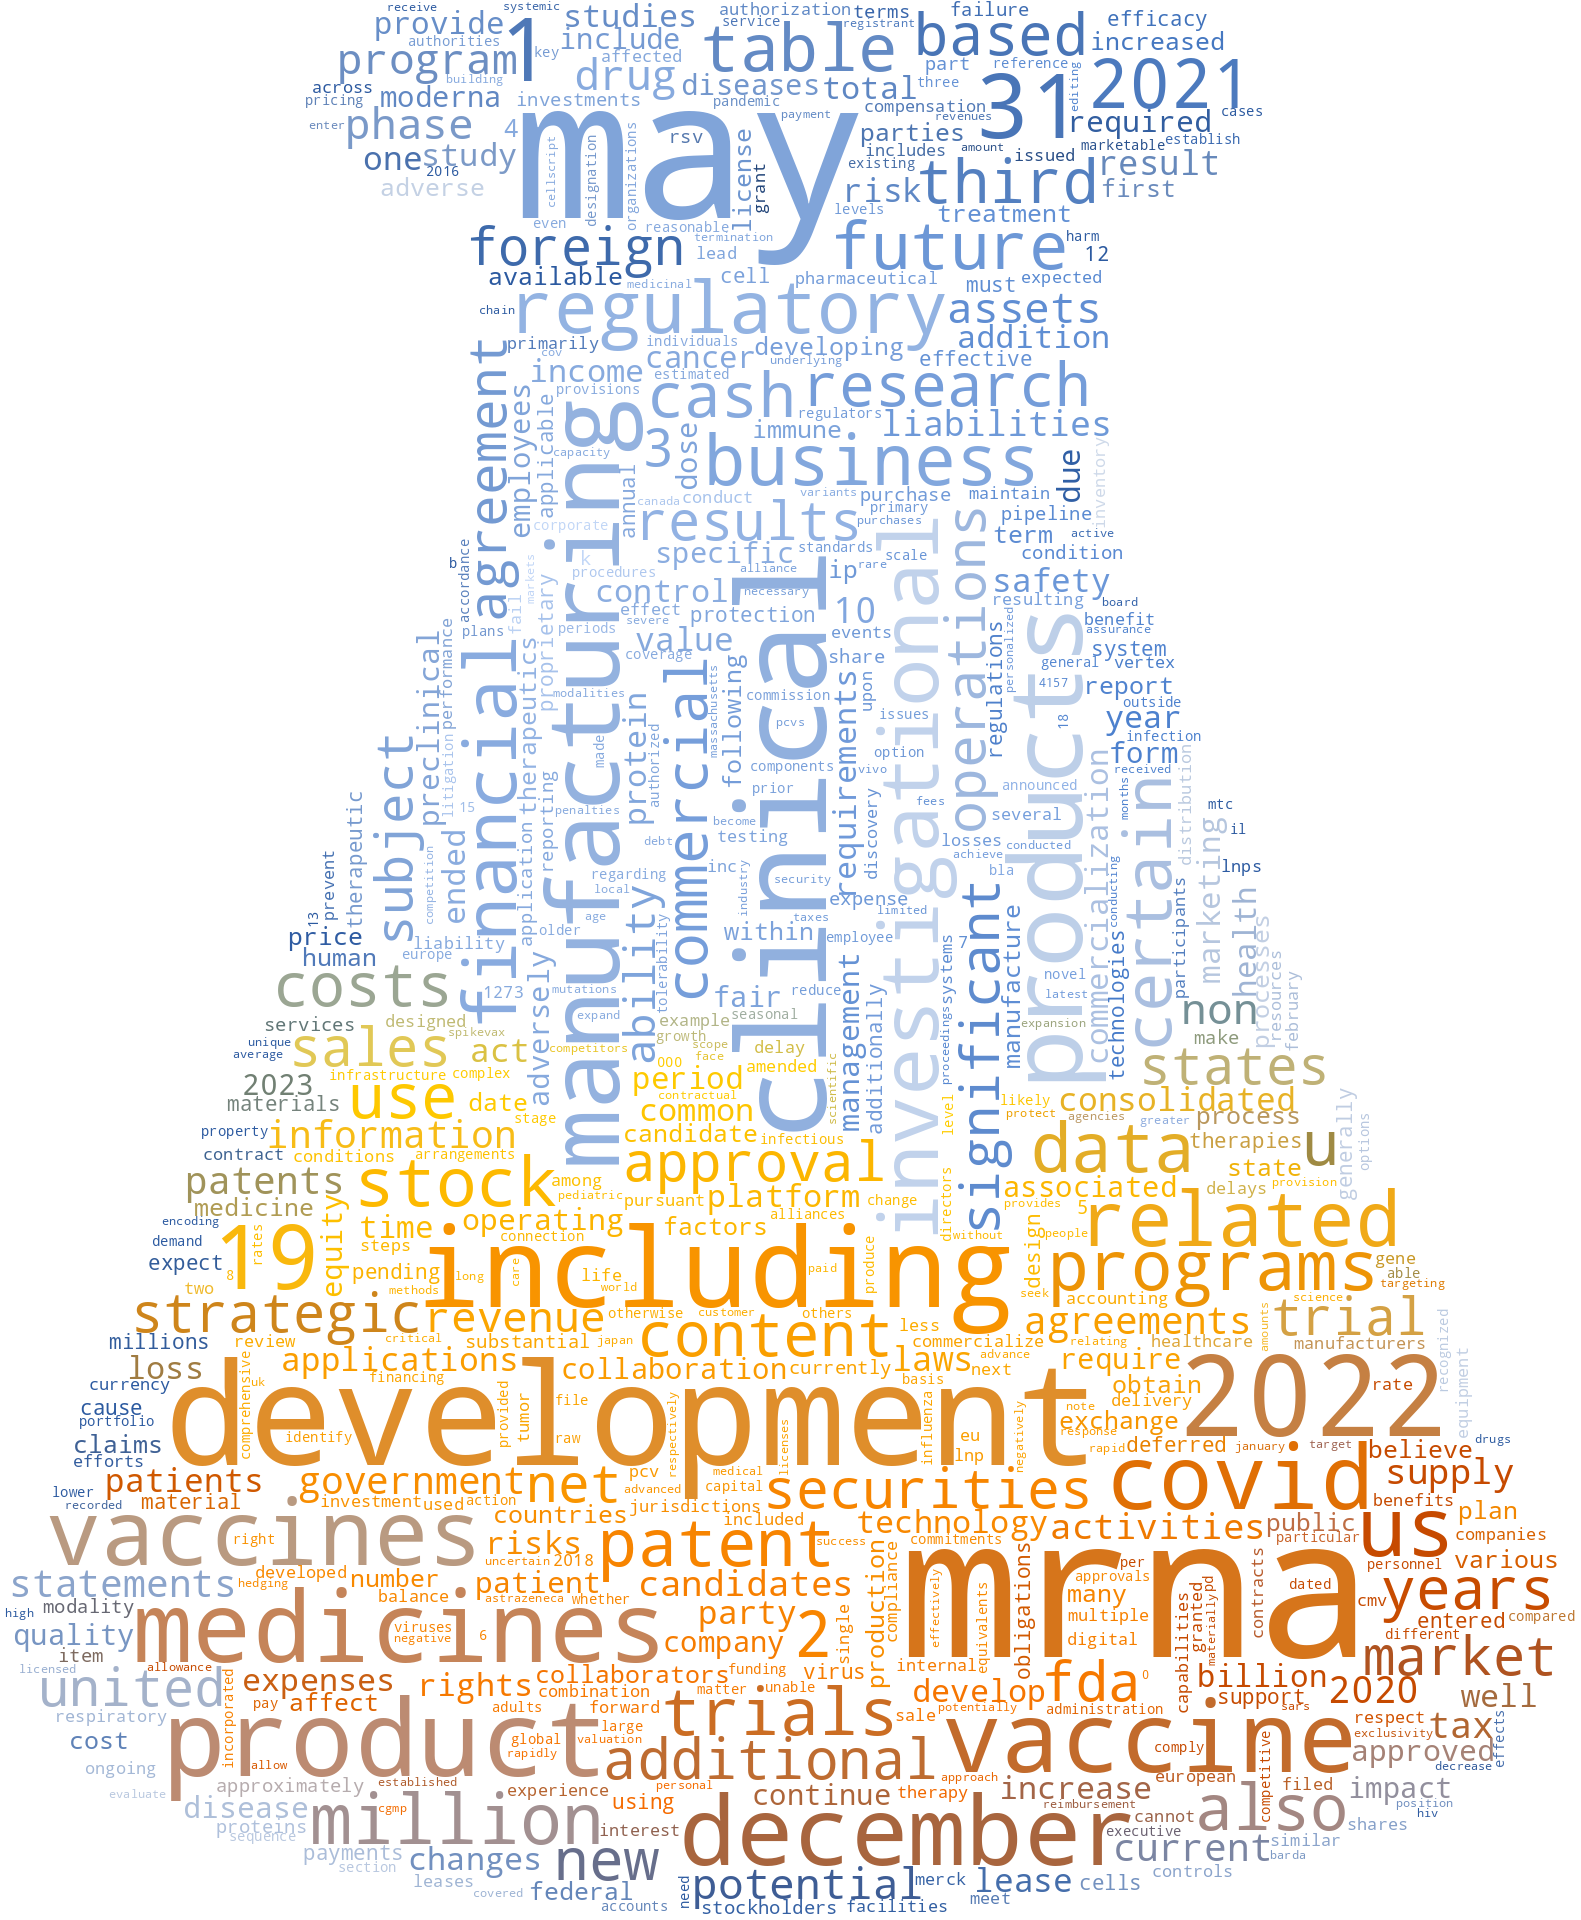 receive systemic studies authorization terms failure efficacy
provide 1 include service table registrant based increased
authorities key affected part reference
program building drug diseases total three 31 editing 2021
across moderna investments pandemic compensation required cases
pricing phase 4 may payment revenues marketable establish
enter one study organizations rsv parties amount issued result
2016 cellscript designation license grant includes existing third first
adverse even reasonable levels risk treatment
foreign termination lead future harm 12
available medicinal cell pharmaceutical must expected
chain regulatory assets
primarily cov individuals cancer developing underlying effective addition
agreement income estimated cash research
employees provisions regulators liabilities
applicable manufacturing 3 dose immune business due inventory
capacity annual canada conduct variants purchase maintain
corporate results primary purchases pipeline
k specific standards scale term active
b accordance markets procedures control alliance ip rare condition
fail proprietary effect necessary 10 investigational operations safety
plans periods severe protection clinical resulting board
performance value events personalized benefit assurance
preclinical financial coverage commercial following share regulations products system
litigation therapeutics modalities massachusetts commission requirements upon general vertex
subject protein pcvs issues 4157 report
made authorized components vivo option 18 outside year
therapeutic 15 penalties prior discovery announced infection form
ended application reporting become fees several received distribution
competition debt testing losses conducted months certain mtc
13 prevent regarding inc security achieve commercialization marketing il
local industry expense bla conducting lnps
price age ability taxes limited significant manufacture participants health
human liability older within employee 7 technologies processes
europe adversely tolerability management systems novel resources
costs 1273 mutations fair reduce additionally latest february non
services designed expand example seasonal proceedings expansion make
unique spikevax growth
average sales act competitors 000 scope face delay states
2023 infrastructure complex period amended likely consolidated
materials use date contractual scientific level protect agencies greater process
property information stage common data therapies u
contract conditions arrangements candidate infectious state generally options
patents stock among approval associated delays provision
medicine pediatric pursuant platform change directors provides 5
encoding time operating factors alliances without people related
demand 19 rates equity steps connection including design
expect pending care life paid produce programs gene
two 8 methods long world seek able targeting
strategic revenue otherwise customer others accounting science trial
millions review critical substantial japan content less commercialize agreements relating healthcare amounts manufacturers recognized
loss applications collaboration currently laws advance require
currency comprehensive uk financing basis next obtain 2022 rate equipment
cause development provided tumor file influenza note delivery
portfolio exchange
claims identify raw respectively licenses eu negatively response rapid deferred january target believe drugs
efforts patients government net pcv medical lnp covid supply
lower material investment used action advanced capital securities benefits plan
recorded jurisdictions
vaccines right countries included technology activities public us companies
risks patent success commitments particular
developed uncertain 2018 per personnel various
statements hedging number patient candidates production compliance mrna approvals dated years
high modality balance astrazeneca whether many capabilities granted contracts cmv
quality medicines viruses party 2 single effectively equivalents obligations multiple materially pd entered compared
item negative 6 company digital different
licensed allowance internal market
united incorporated expenses rights collaborators funding virus develop fda 0 billion
pay affect combination matter unable support 2020 well
respiratory adults forward trials sale potentially administration sars respect
cost product global large vaccine exclusivity tax effects
ongoing allow rapidly valuation additional comply approved
evaluate approximately established experience personal approach european competitive decrease
disease million using continue therapy increase filed impact
proteins cgmp reimbursement also position
sequence interest december cannot hiv
payments new executive current similar shares
section changes potential merck lease cells controls barda
leases covered federal need meet
accounts stockholders facilities